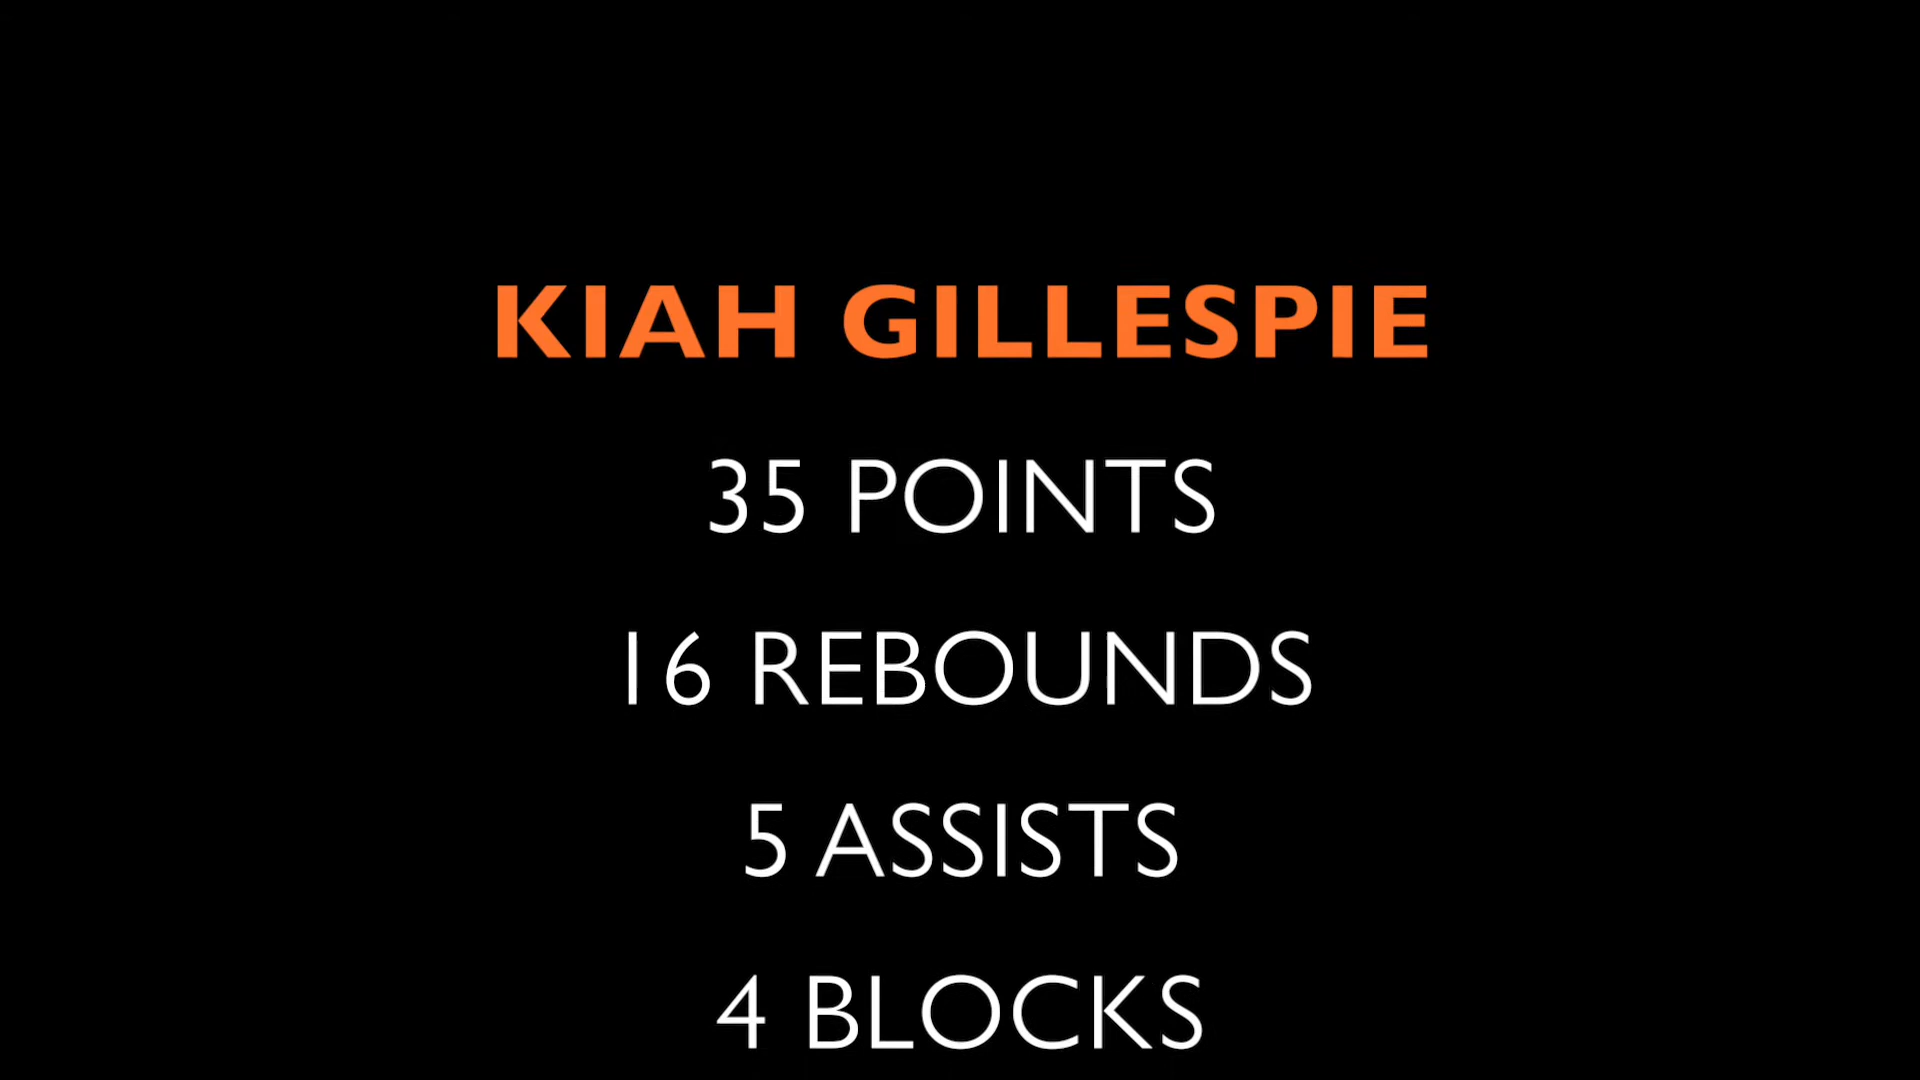 KIAH GILLESPIE
35 POINTS
16 REBOUNDS
5 ASSISTS
4 BLOCKS